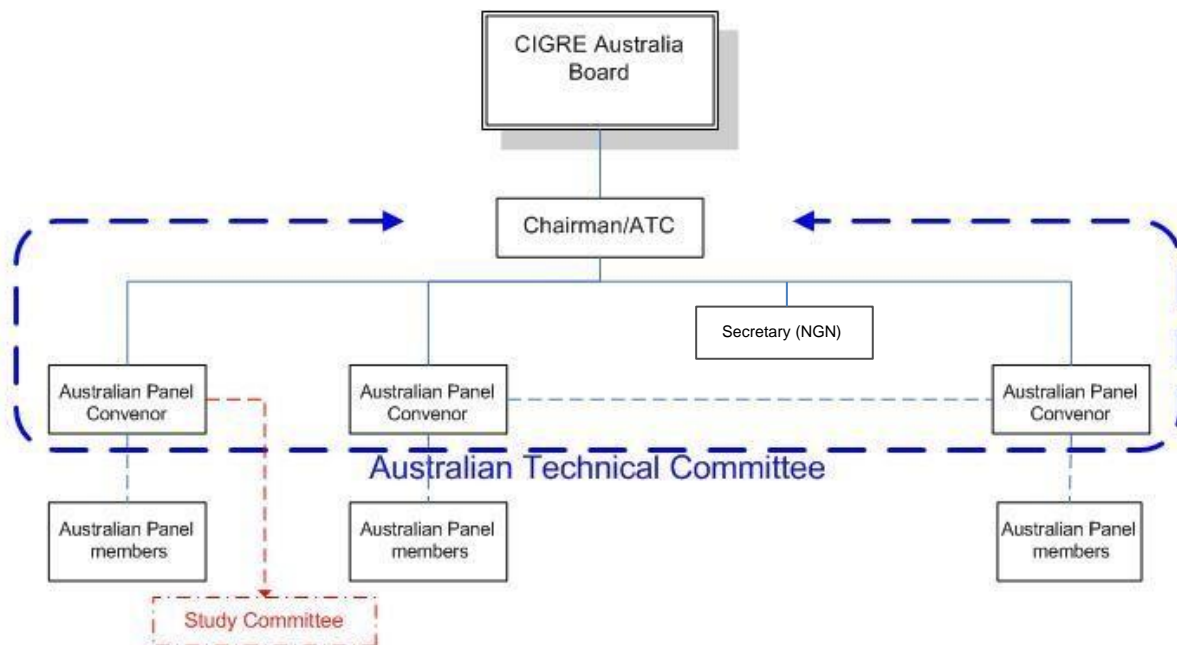 CIGRE Australia
Board
Chairman/ATC
Secretary (NGN)
Australian Panel
Convenor
Australian Panel
Convenor
Australian Panel
Convenor
Australian Technical Committee
Australian Panel
members
Australian Panel
members
Australian Panel
members
Study Committee